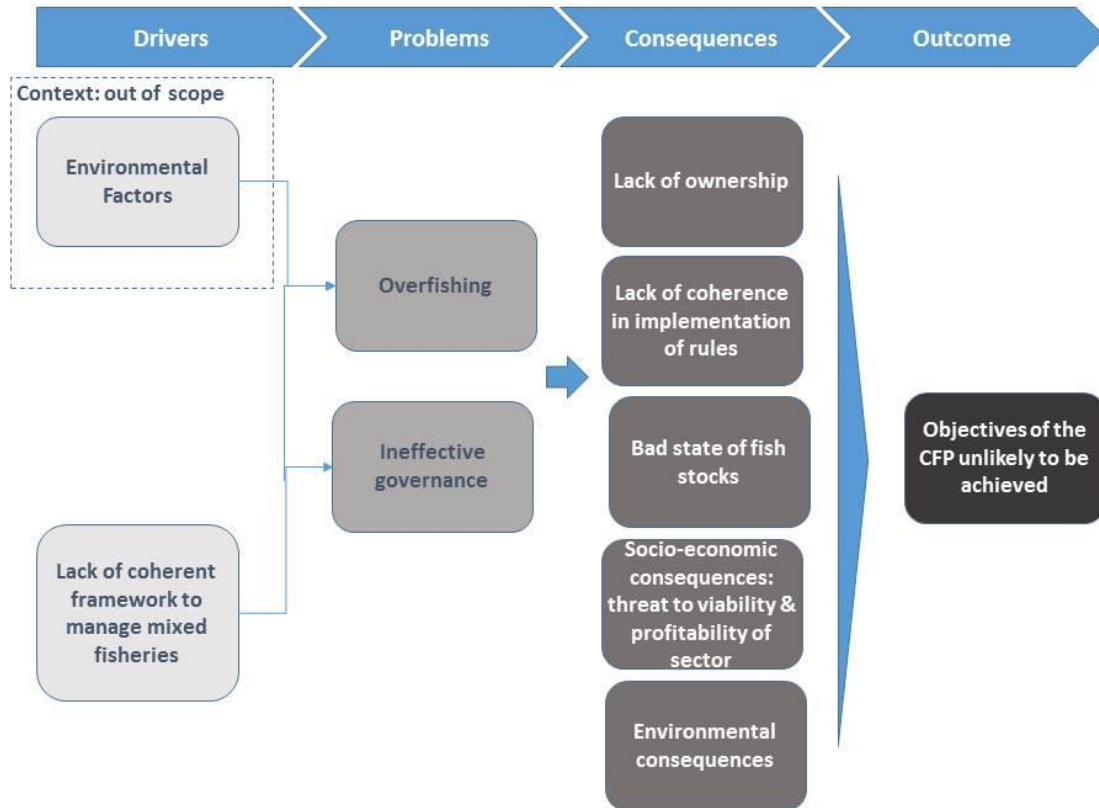 Drivers
Problems
Consequences
Outcome
Context: out of scope
Environmental
Factors
Lack of coherent
framework to
manage mixed
fisheries
Overfishing
Ineffective
governance
Lack of ownership
Lack of coherence
in implementation
of rules
Bad state of fish
stocks
Socio-economic
consequences:
threat to viability &
profitability of
sector
Environmental
consequences
Objectives of the
CFP unlikely to be
achieved